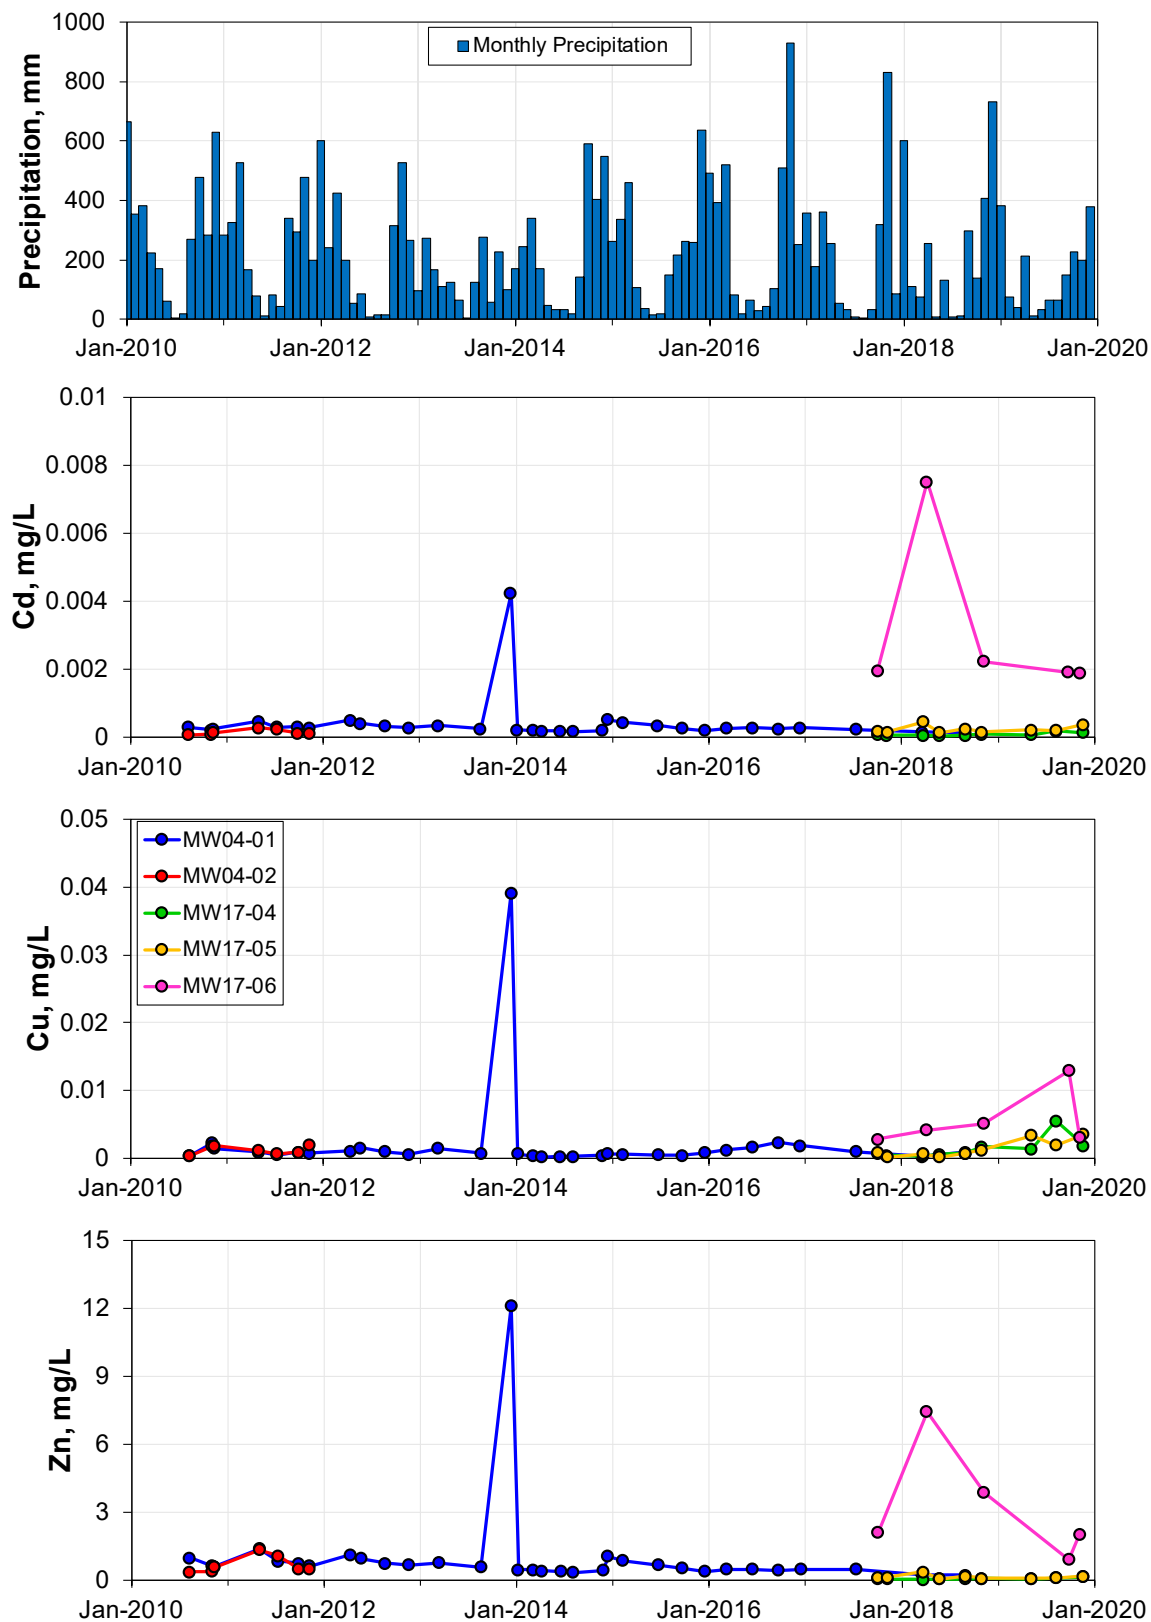 1000
800
600
400
200
0
Precipitation, mm
Monthly Precipitation
Jan-2010 Jan-2012 Jan-2014 Jan-2016 Jan-2018 Jan-2020
0.01
0.008
0.006
0.004
0.002
0
Cd, mg/L
Jan-2010 Jan-2012 Jan-2014 Jan-2016 Jan-2018 Jan-2020
0.05
0.04
0.03
0.02
0.01
0
Cu, mg/L
MW04-01
MW04-02
MW17-04
MW17-05
MW17-06
Jan-2010 Jan-2012 Jan-2014 Jan-2016 Jan-2018 Jan-2020
15
12
9
6
3
0
Zn, mg/L
Jan-2010 Jan-2012 Jan-2014 Jan-2016 Jan-2018 Jan-2020